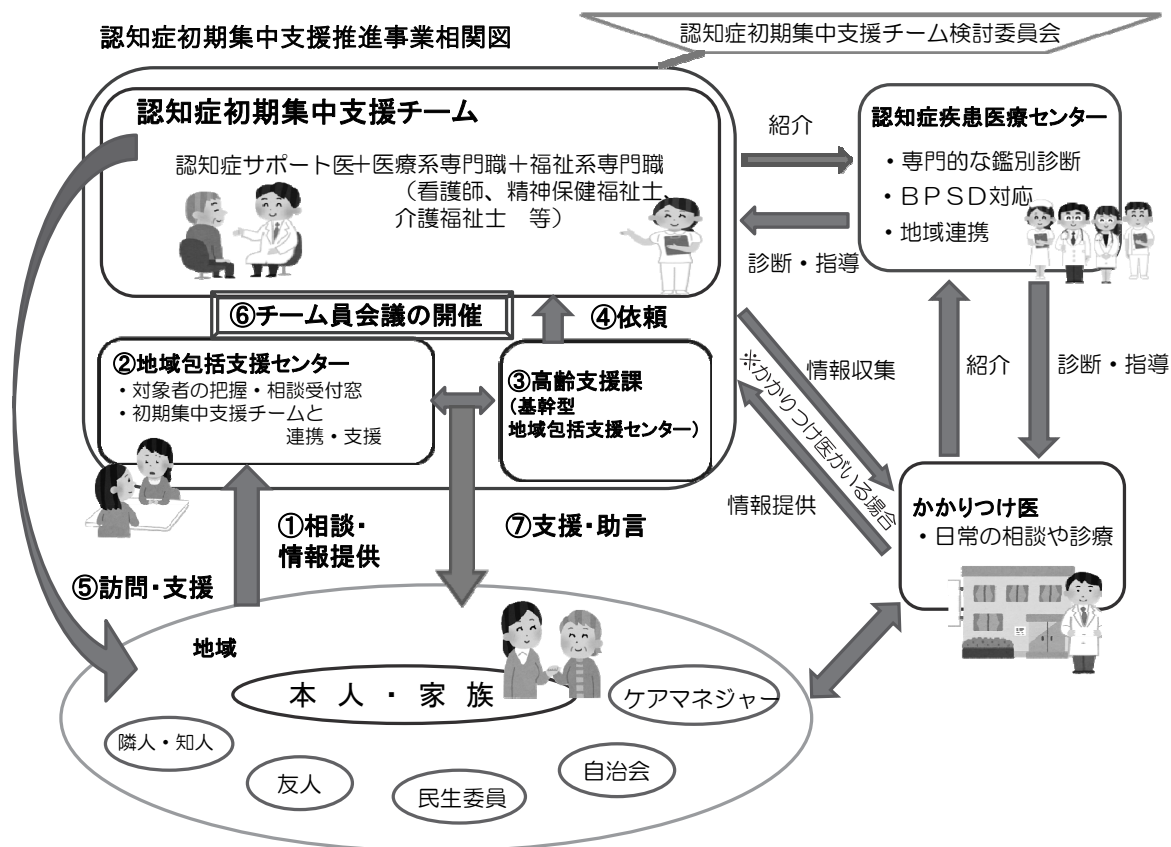 認知症初期集中支援推進事業相関図
認知症初期集中支援チーム検討委員会
認知症初期集中支援チーム
認知症サポート医＋医療系専門職＋福祉系専門職
（看護師、精神保健福祉士、
介護福祉士　等）
紹介
診断・指導
認知症疾患医療センター
・専門的な鑑別診断
・ＢＰＳＤ対応
・地域連携
⑥チーム員会議の開催
④依頼
②地域包括支援センター
・対象者の把握・相談受付窓
・初期集中支援チームと
連携・支援
③高齢支援課
（基幹型
地域包括支援センター）
情報収集
※かかりつけ医がいる場合
情報提供
紹介
診断・指導
かかりつけ医
・日常の相談や診療
①相談・
情報提供
⑦支援・助言
⑤訪問・支援
地域
本人・家族
ケアマネジャー
隣人・知人
友人
民生委員
自治会